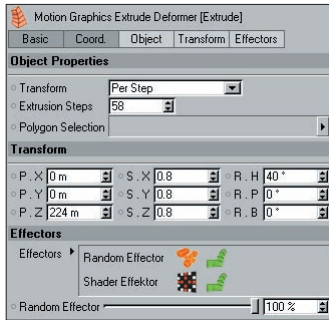 Motion Graphics Extrude Deformer [Extrude]
Basic Coord. Object Transform Effectors
Object Properties
Transform Per Step
Extrusion Steps 58
Polygon Selection
Transform
P . X 0 m S . X 0.8 R . H 40 °
P . Y 0 m S . Y 0.8 R . P 0 °
P . Z 224 m S . Z 0.8 R . B 0 °
Effectors
Effectors Random Effector
Shader Effektor
Random Effector 100 %